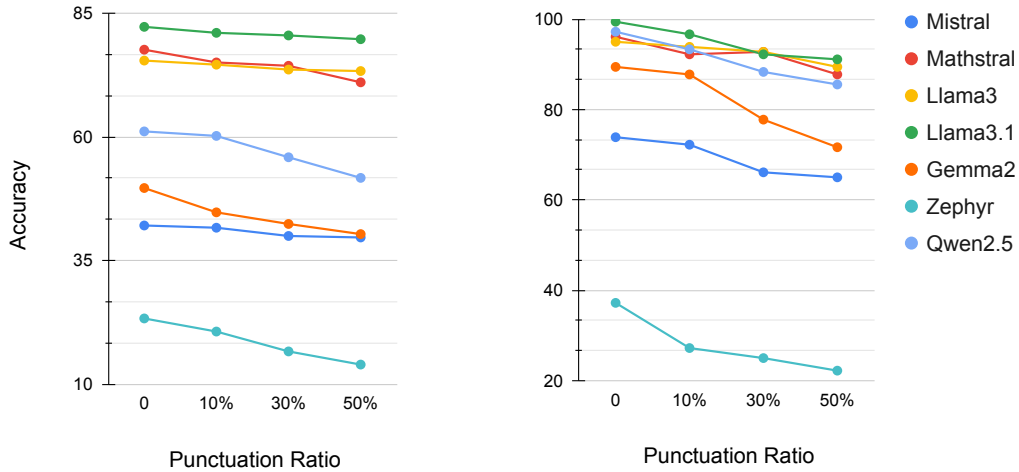 85
60
35
10
Accuracy
0 10% 30% 50%
Punctuation Ratio
100
80
60
40
20
0 10% 30% 50%
Punctuation Ratio
Mistral
Mathstral
Llama3
Llama3.1
Gemma2
Zephyr
Qwen2.5